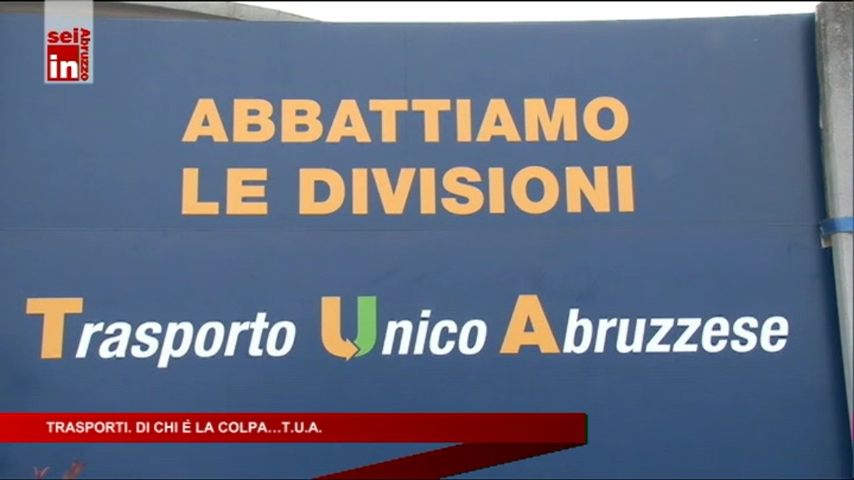 sei
in
Abruzzo
ABBATTIAMO
LE DIVISIONI
Trasporto Unico Abruzzese
TRASPORTI. DI CHI É LA COLPA...T.U.A.